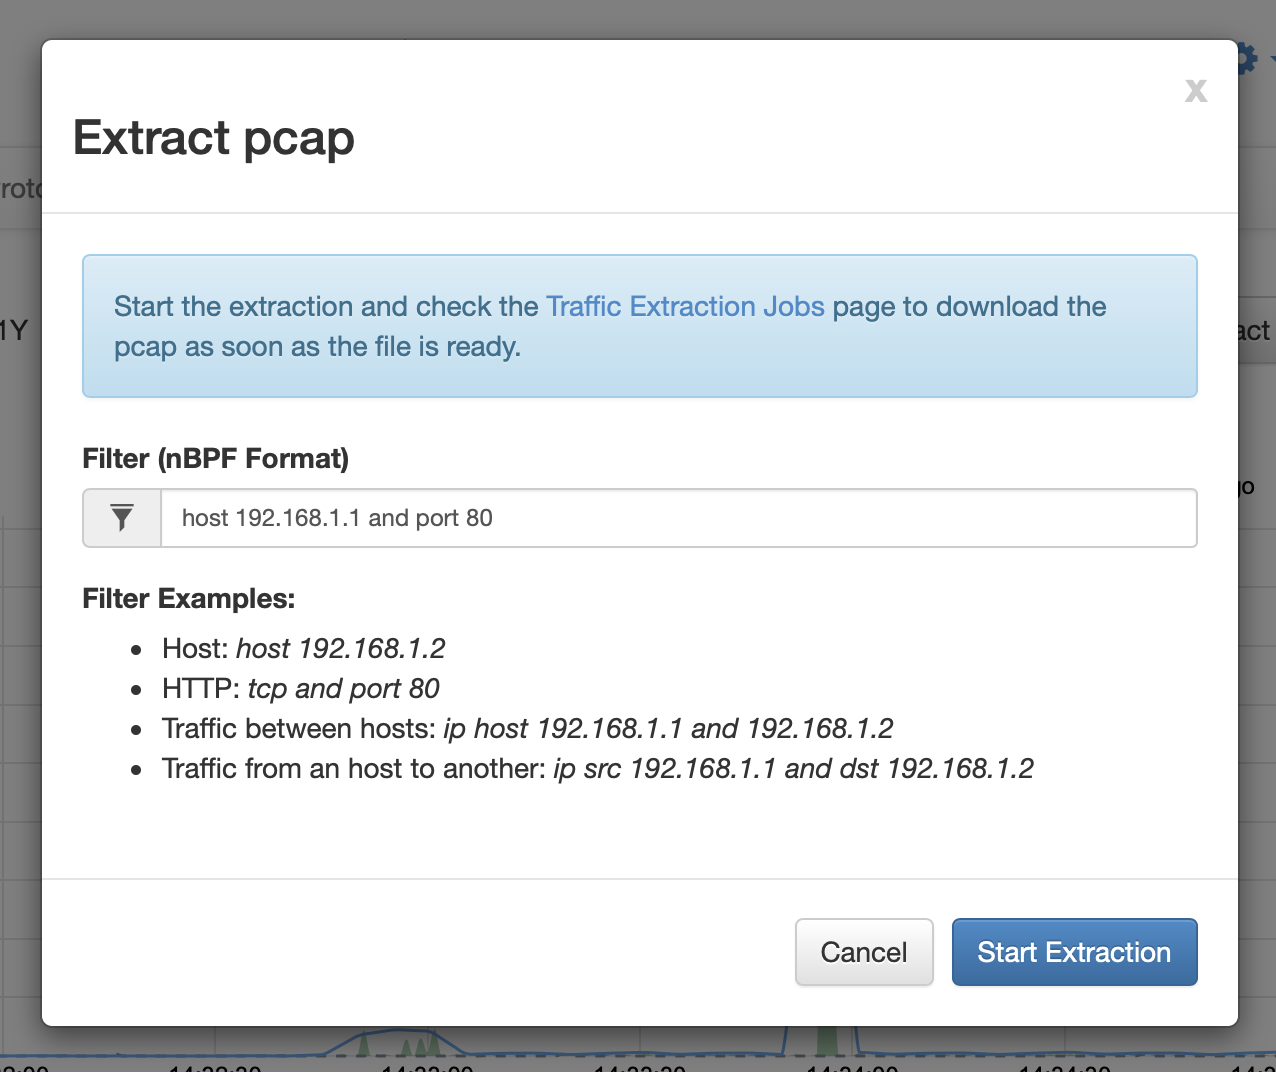 x
Extract pcap
1Y
Start the extraction and check the Traffic Extraction Jobs page to download the
pcap as soon as the file is ready.
Filter (nBPF Format)
host 192.168.1.1 and port 80
Filter Examples:
Host: host 192.168.1.2
HTTP: tcp and port 80
Traffic between hosts: ip host 192.168.1.1 and 192.168.1.2
Traffic from an host to another: ip src 192.168.1.1 and dst 192.168.1.2
Cancel
Start Extraction